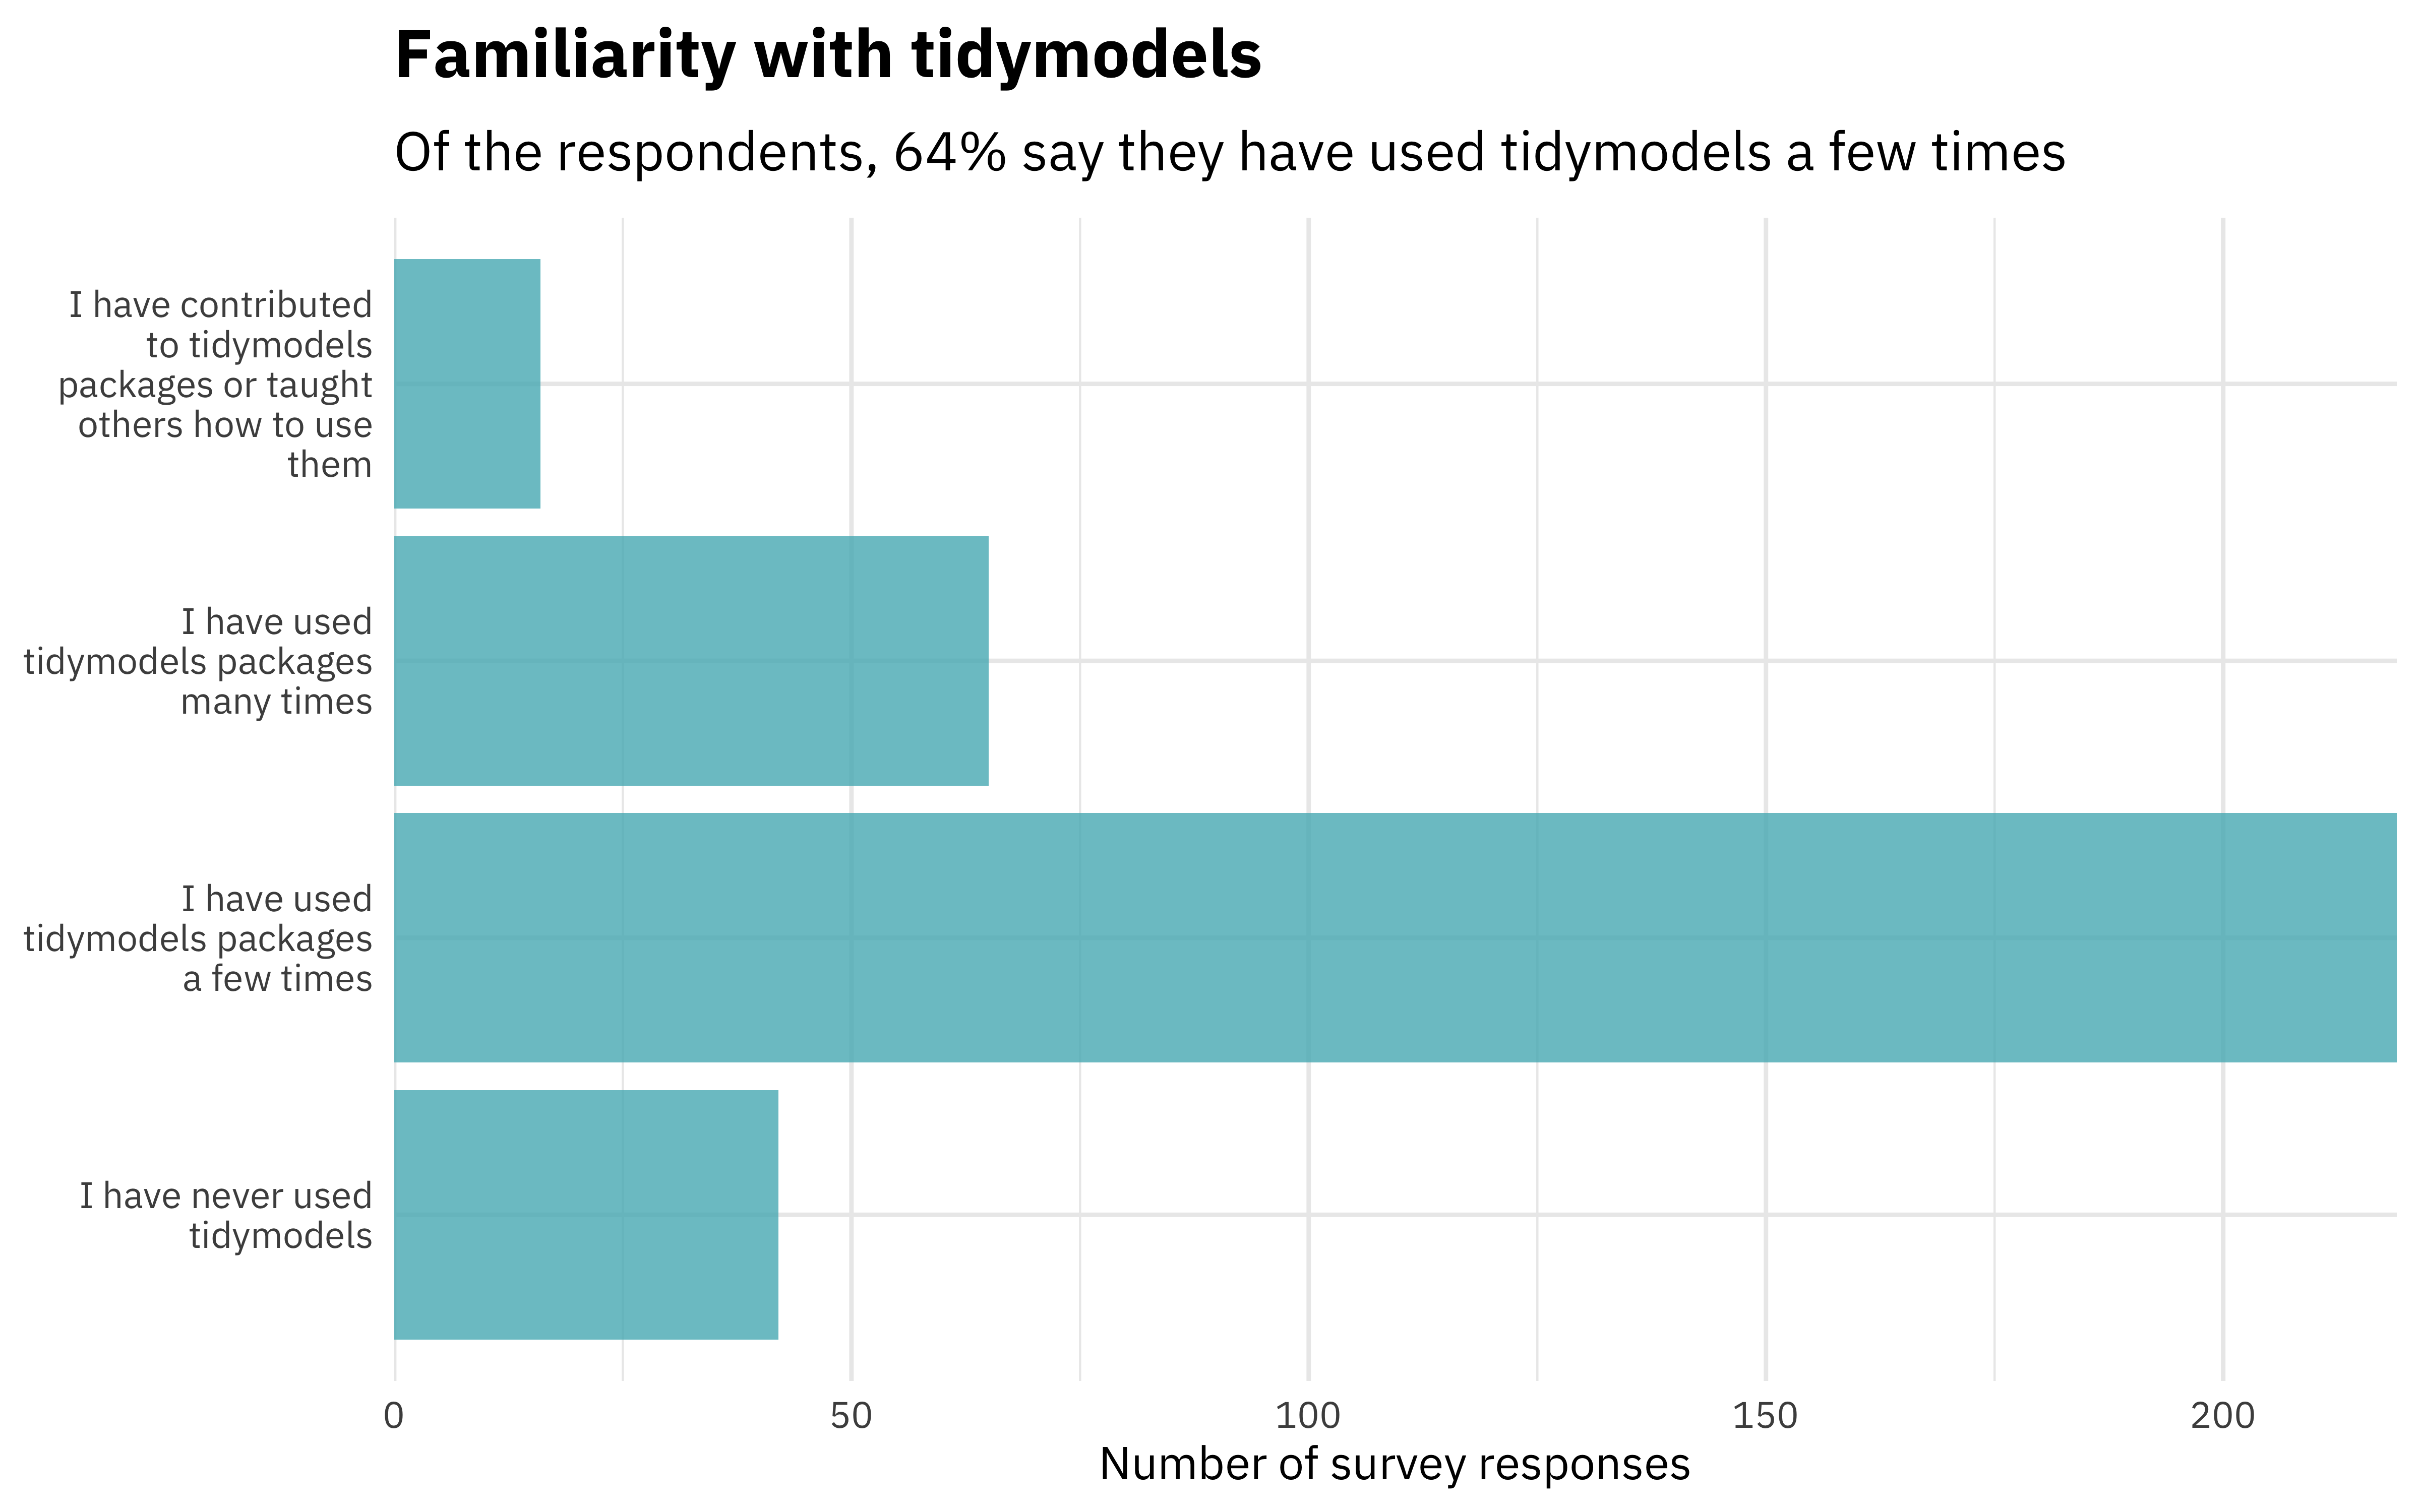 Familiarity with tidymodels
Of the respondents, 64% say they have used tidymodels a few times
I have contributed
to tidymodels
packages or taught
others how to use
them
I have used
tidymodels packages
many times
I have used
tidymodels packages
a few times
I have never used
tidymodels
0 50 100 150 200
Number of survey responses